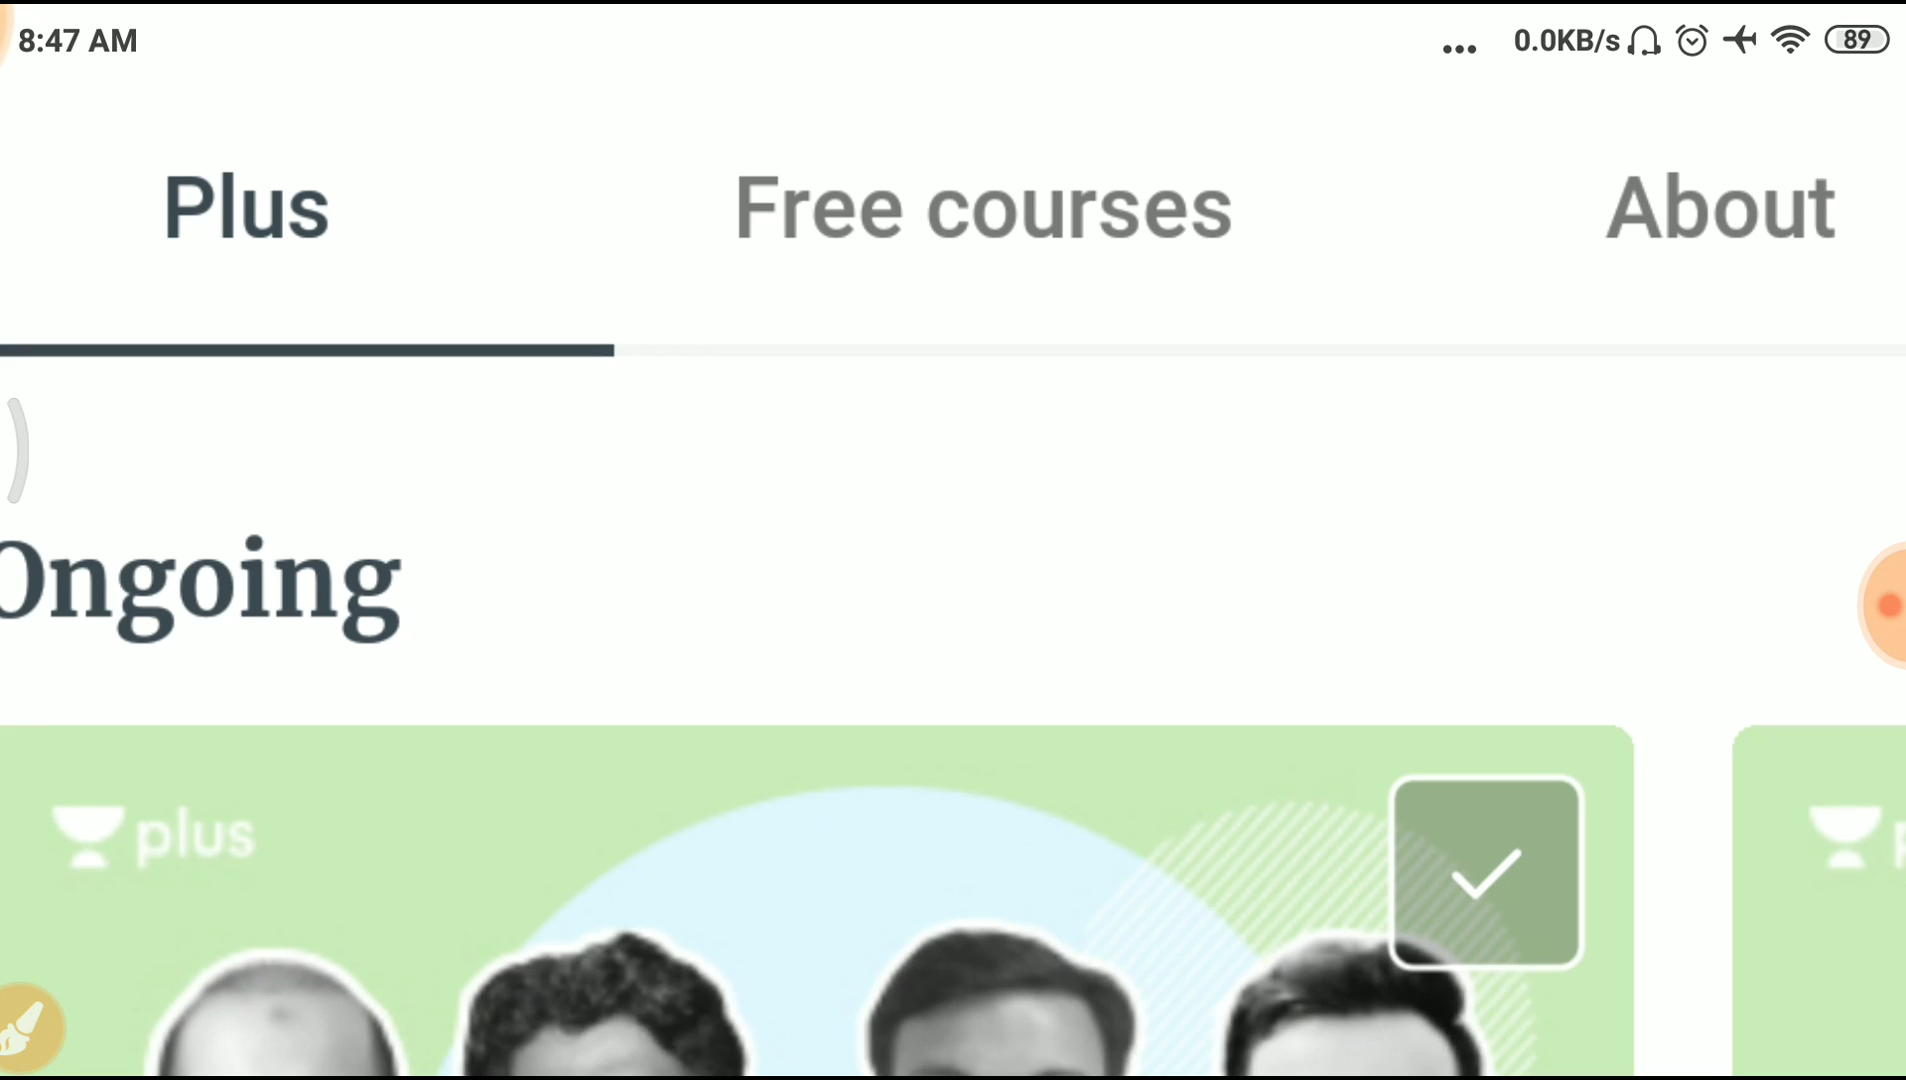 8:47 AM
... 0.0KB/s 89
Plus Free courses About
Ongoing
plus